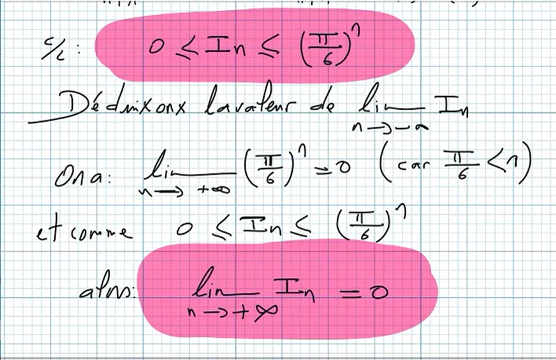 c/c : 0 ≤ In ≤ (π/6)^n
Déduixonx la valeur de lim In n→-∞
On a : lim n→+∞ (π/6)^n = 0 (car π/6 < 1)
et comme 0 ≤ In ≤ (π/6)^n
alors: lim n→+∞ In = 0